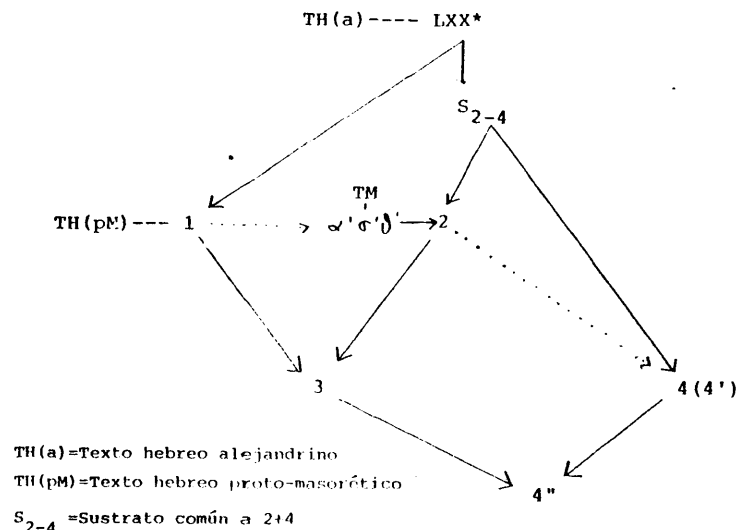 TH(a)---- LXX*
S2-4
TM
TH(pM)--- 1 ........> α'σ'θ' 2
3 4(4')
TH(a)=Texto hebreo alejandrino
4"
TH(pM)=Texto hebreo proto-masorético
S2-4 =Sustrato común a 2+4